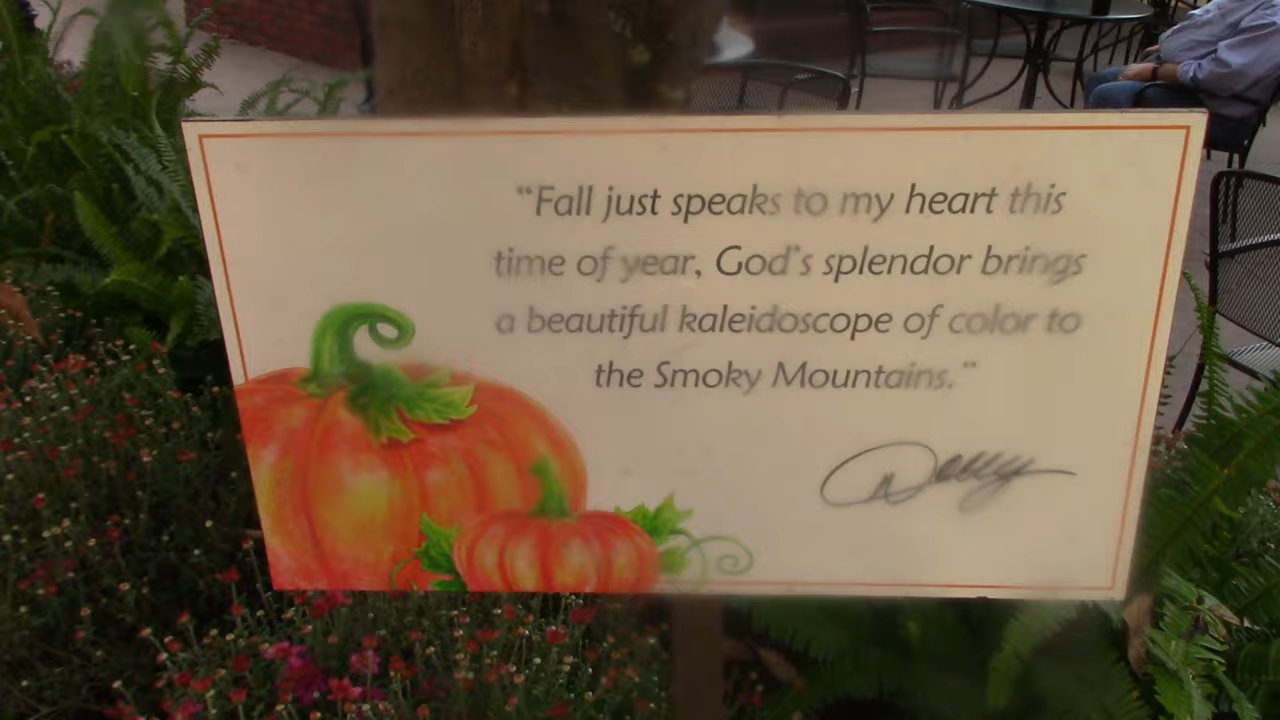 “Fall just speaks to my heart this
time of year, God's splendor brings
a beautiful kaleidoscope of color to
the Smoky Mountains.”
Dolly